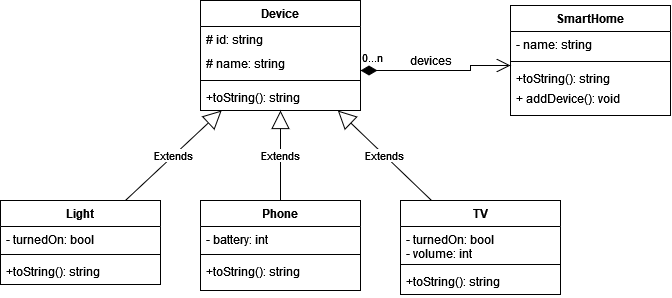 Device
# id: string
# name: string
+toString(): string
SmartHome
- name: string
+toString(): string
+ addDevice(): void
0...n
devices
Extends
Extends
Extends
Light
- turnedOn: bool
+toString(): string
Phone
- battery: int
+toString(): string
TV
- turnedOn: bool
- volume: int
+toString(): string